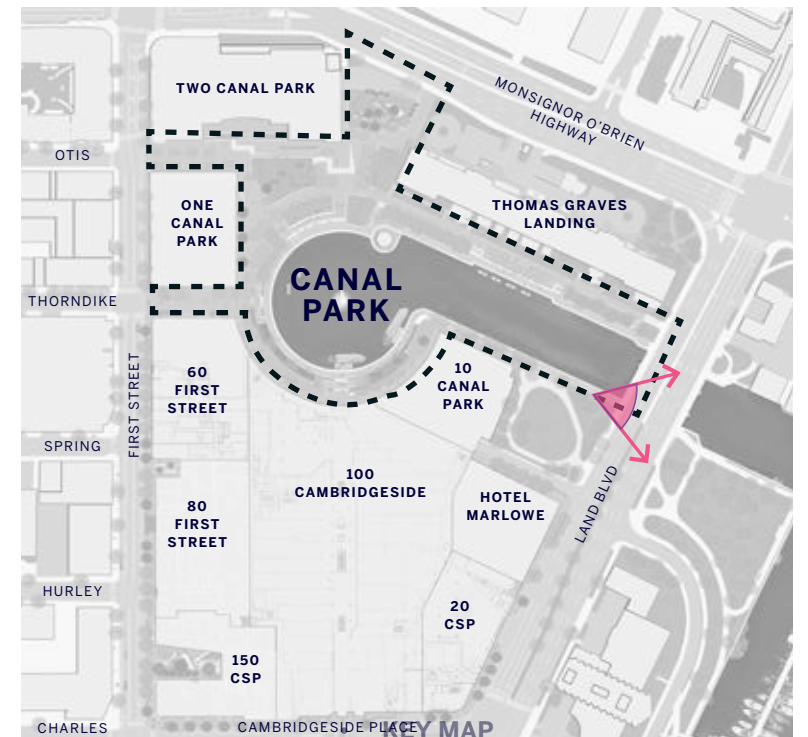 TWO CANAL PARK
MONSIGNOR O'BRIEN
HIGHWAY
OTIS
ONE
CANAL
PARK
THOMAS GRAVES
LANDING
CANAL
PARK
THORNDIKE
FIRST STREET
60
FIRST
STREET
10
CANAL
PARK
SPRING
100
CAMBRIDGESIDE
HOTEL
MARLOWE
LAND BLVD
80
FIRST
STREET
HURLEY
20
CSP
150
CSP
CHARLES
CAMBRIDGESIDE PLACE
KEY MAP